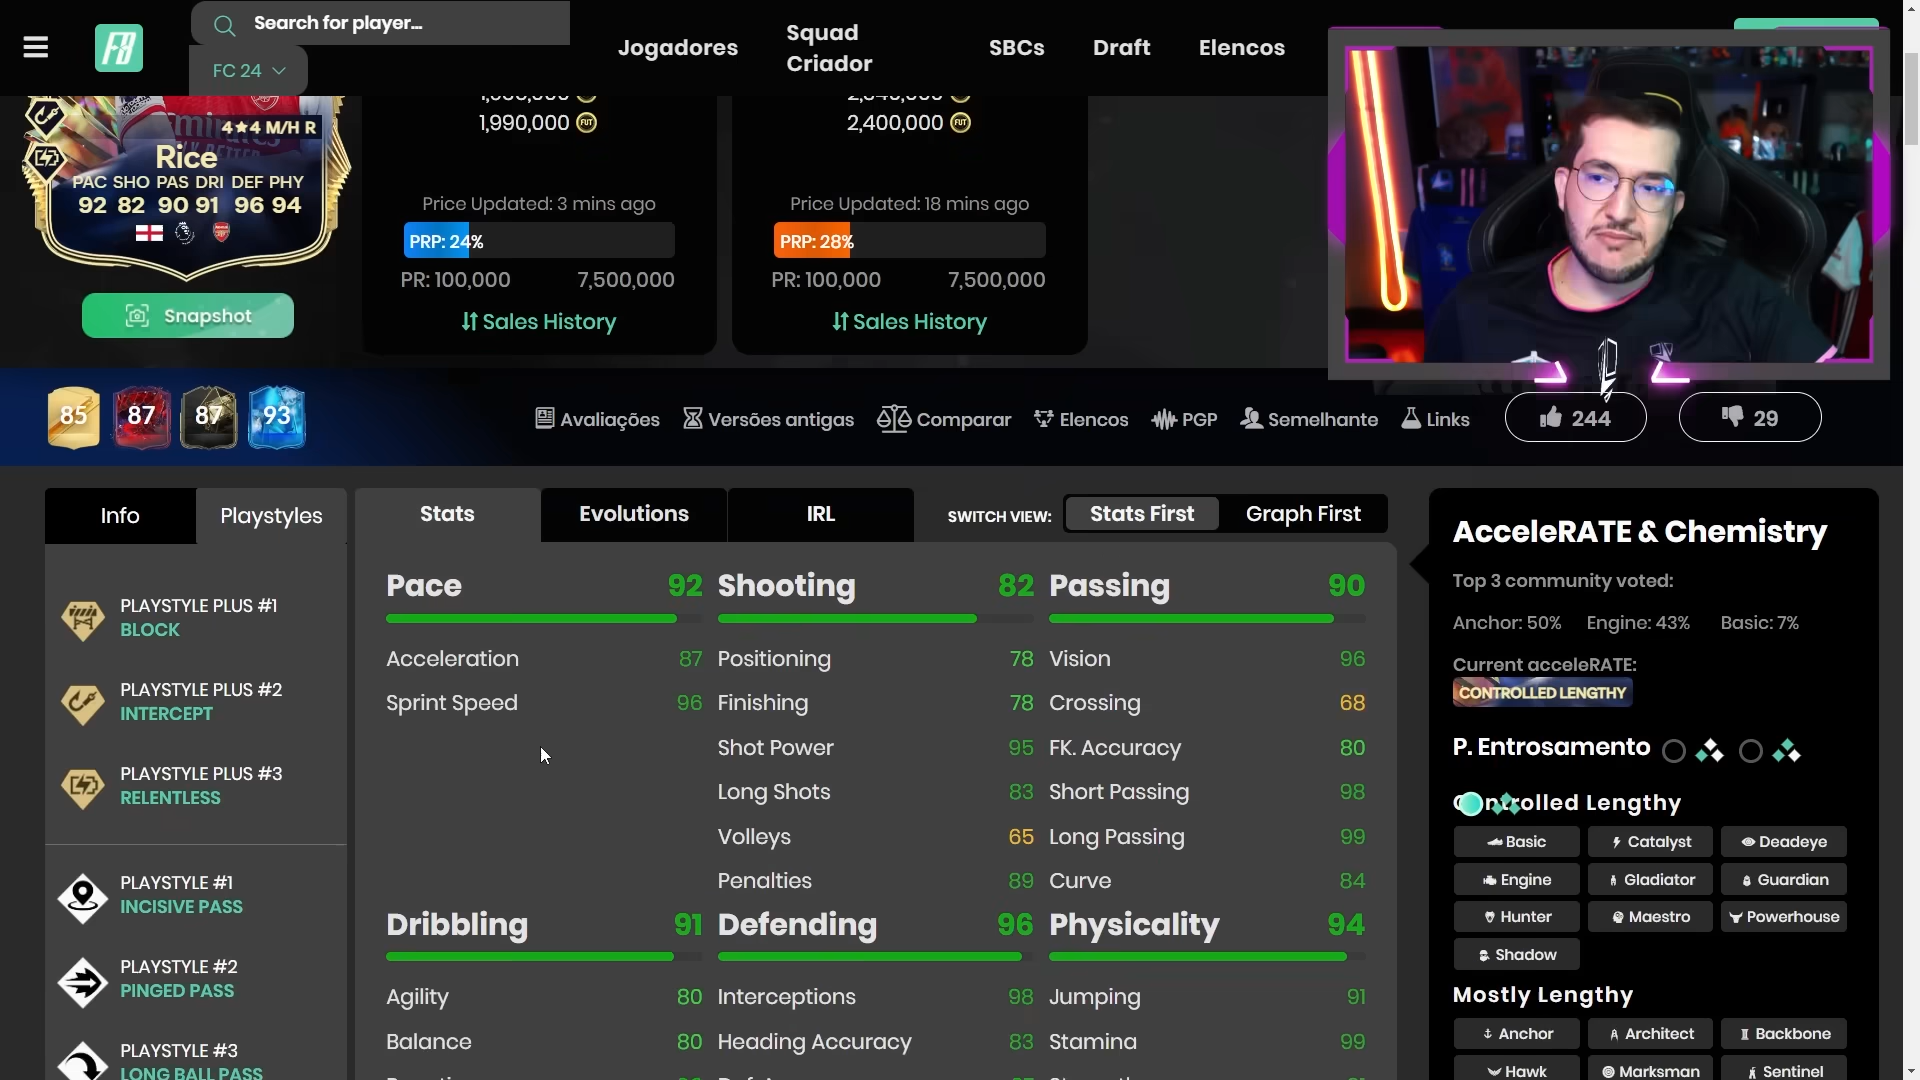 Search for player...
FC 24
Jogadores
Squad
Criador
SBCs
Draft
Elencos
4★4 M/H R
Rice
PAC SHO PAS DRI DEF PHY
92 82 90 91 96 94
Snapshot
1,990,000
Price Updated: 3 mins ago
PRP: 24%
PR: 100,000 7,500,000
Sales History
2,400,000
Price Updated: 18 mins ago
PRP: 28%
PR: 100,000 7,500,000
Sales History
85 87 87 93
Avaliações Versões antigas Comparar Elencos PGP Semelhante Links 244 29
Info Playstyles
PLAYSTYLE PLUS #1
BLOCK
PLAYSTYLE PLUS #2
INTERCEPT
PLAYSTYLE PLUS #3
RELENTLESS
PLAYSTYLE #1
INCISIVE PASS
PLAYSTYLE #2
PINGED PASS
PLAYSTYLE #3
LONG BALL PASS
Stats Evolutions IRL SWITCH VIEW: Stats First Graph First
Pace 92
Acceleration 87
Sprint Speed 96
Shooting 82
Positioning 78
Finishing 78
Shot Power 95
Long Shots 83
Volleys 65
Penalties 89
Passing 90
Vision 96
Crossing 68
FK. Accuracy 80
Short Passing 98
Long Passing 99
Curve 84
Dribbling 91
Agility 80
Balance 80
Defending 96
Interceptions 98
Heading Accuracy 83
Physicality 94
Jumping 91
Stamina 99
AcceleRATE & Chemistry
Top 3 community voted:
Anchor: 50% Engine: 43% Basic: 7%
Current acceleRATE:
CONTROLLED LENGTHY
P. Entrosamento
Controlled Lengthy
Basic Catalyst Deadeye
Engine Gladiator Guardian
Hunter Maestro Powerhouse
Shadow
Mostly Lengthy
Anchor Architect Backbone
Hawk Marksman Sentinel